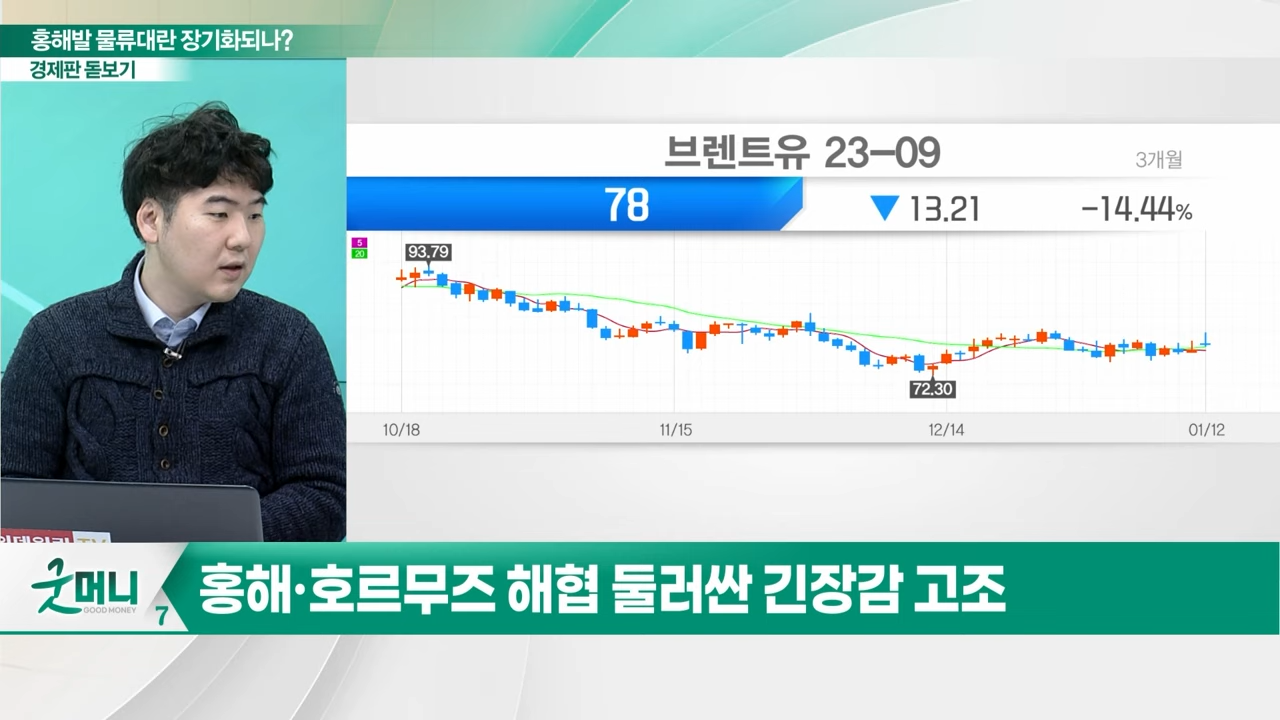 홍해발 물류대란 장기화되나?
경제판 돋보기
브렌트유 23-09
3개월
78
▼ 13.21
-14.44%
5
20
93.79
72.30
10/18
11/15
12/14
01/12
굿머니
GOOD MONEY
7
홍해·호르무즈 해협 둘러싼 긴장감 고조